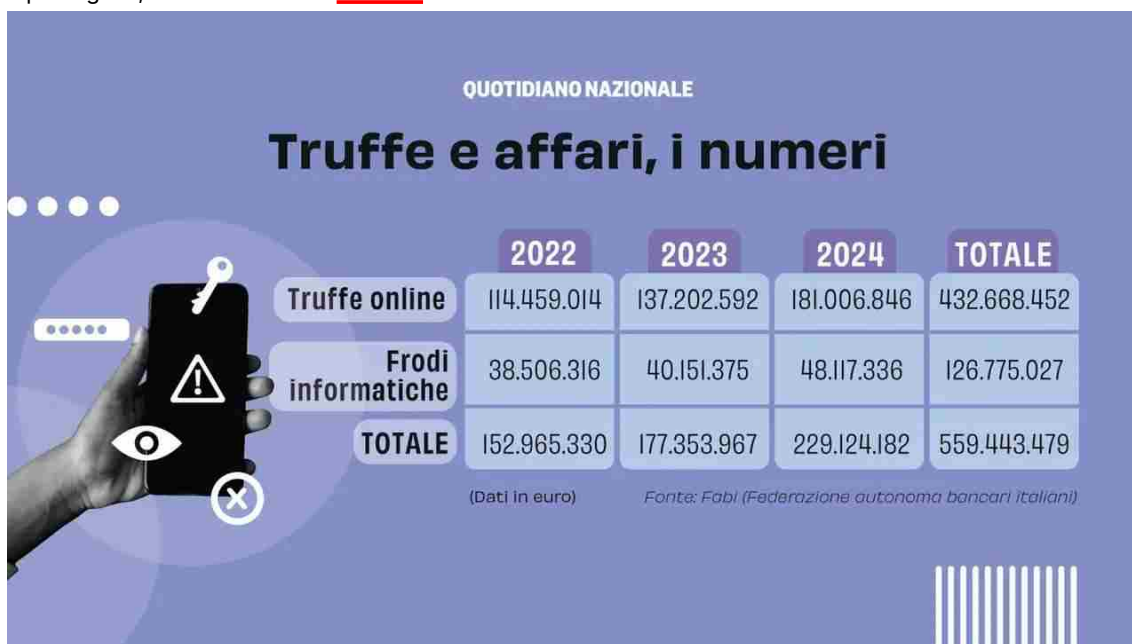 QUOTIDIANO NAZIONALE
Truffe e affari, i numeri
2022 2023 2024 TOTALE
Truffe online 114.459.014 137.202.592 181.006.846 432.668.452
Frodi
informatiche 38.506.316 40.151.375 48.117.336 126.775.027
TOTALE 152.965.330 177.353.967 229.124.182 559.443.479
(Dati in euro) Fonte: Fabi (Federazione autonoma bancari italiani)